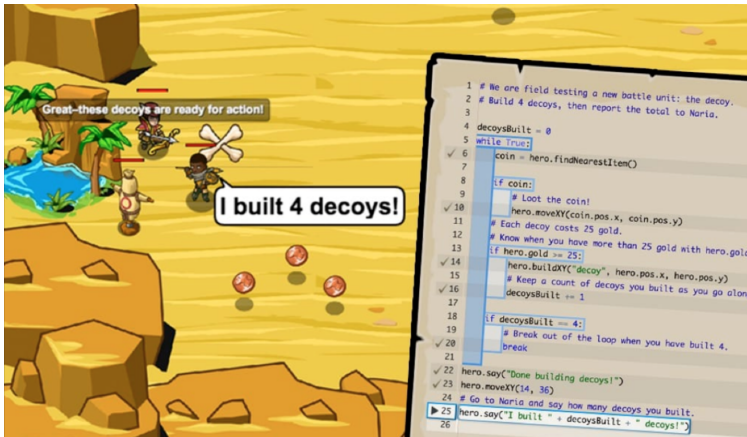 Great–these decoys are ready for action!
I built 4 decoys!
1 # We are field testing a new battle unit: the decoy.
2 # Build 4 decoys, then report the total to Naria.
3
4 decoysBuilt = 0
5 while True:
6 coin = hero.findNearestItem()
7
8 if coin:
9 # Loot the coin!
10 hero.moveXY(coin.pos.x, coin.pos.y)
11 # Each decoy costs 25 gold.
12 # Know when you have more than 25 gold with hero.gold
13 if hero.gold >= 25:
14 hero.buildXY("decoy", hero.pos.x, hero.pos.y)
15 # Keep a count of decoys you built as you go alon
16 decoysBuilt += 1
17
18 if decoysBuilt == 4:
19 # Break out of the loop when you have built 4.
20 break
21
22 hero.say("Done building decoys!")
23 hero.moveXY(14, 36)
24 # Go to Naria and say how many decoys you built.
25 hero.say("I built " + decoysBuilt + " decoys!")
26